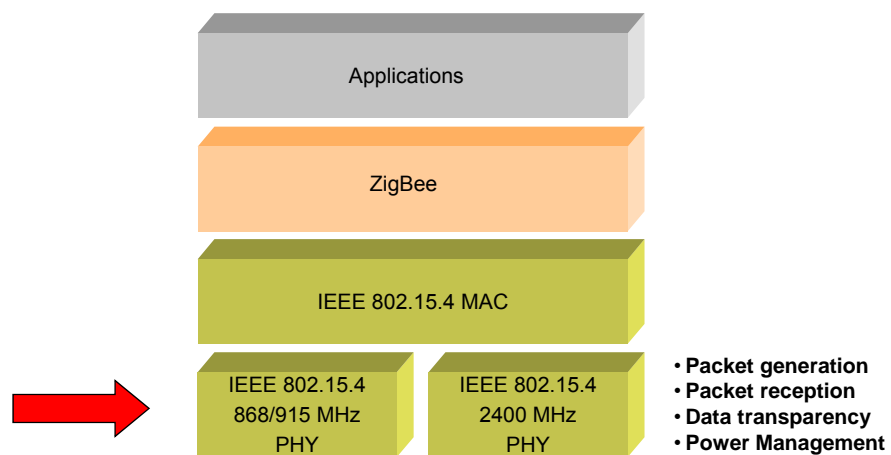 Applications
ZigBee
IEEE 802.15.4 MAC
IEEE 802.15.4
868/915 MHz
PHY
IEEE 802.15.4
2400 MHz
PHY
• Packet generation
• Packet reception
• Data transparency
• Power Management